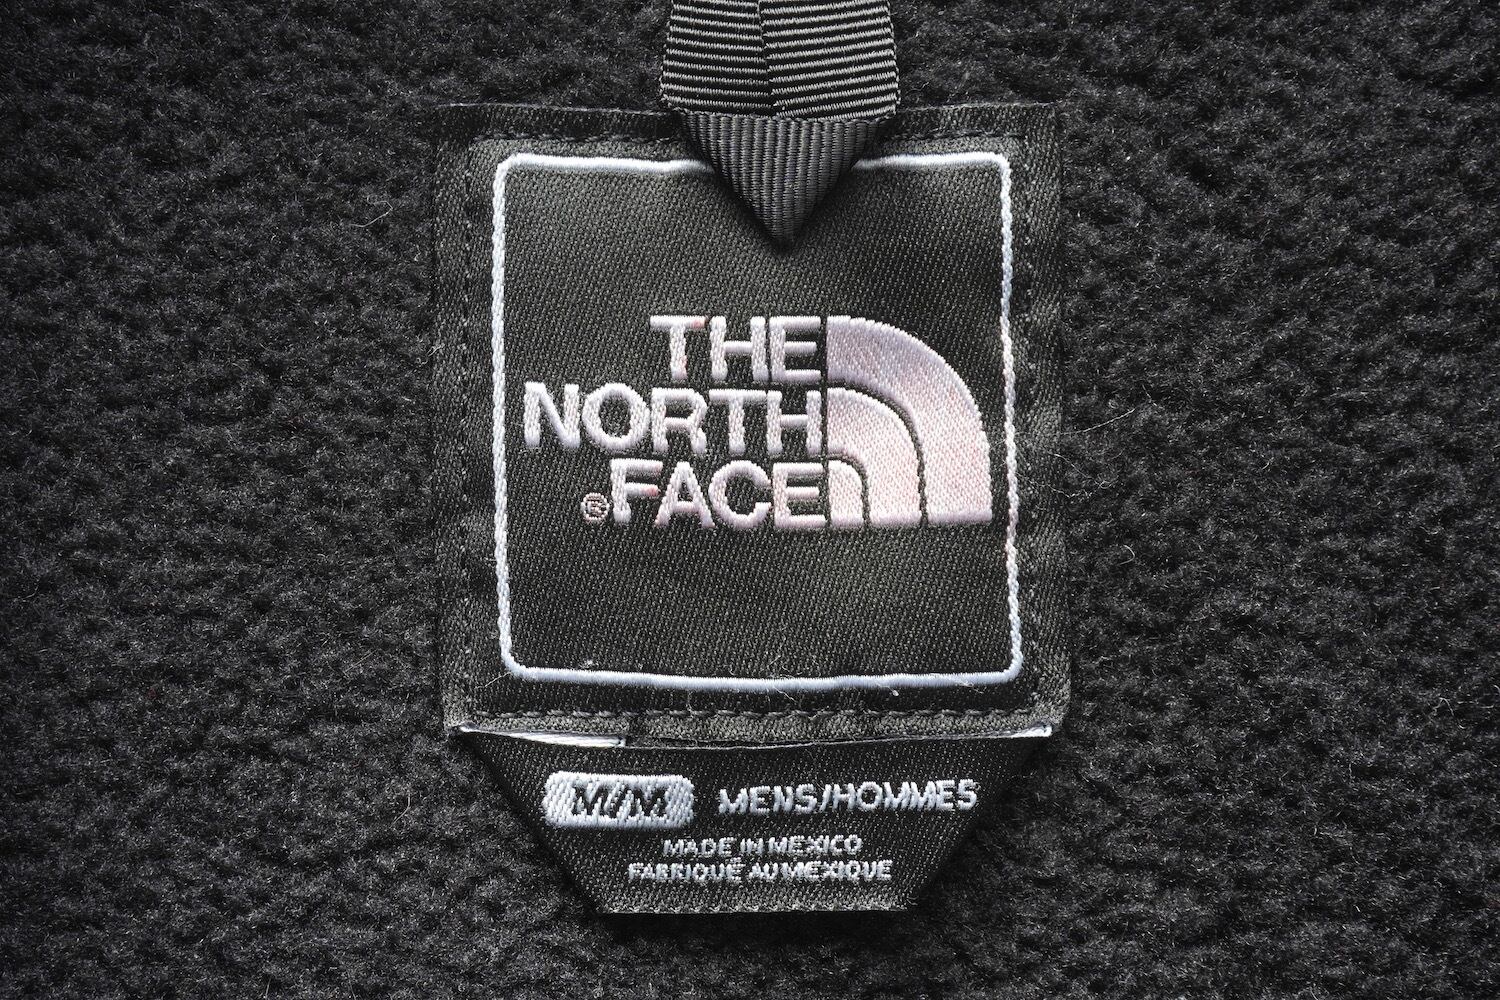 THE
NORTH
®FACE
M/M MENS/HOMMES
MADE IN MEXICO
FABRIQUÉ AU MEXIQUE